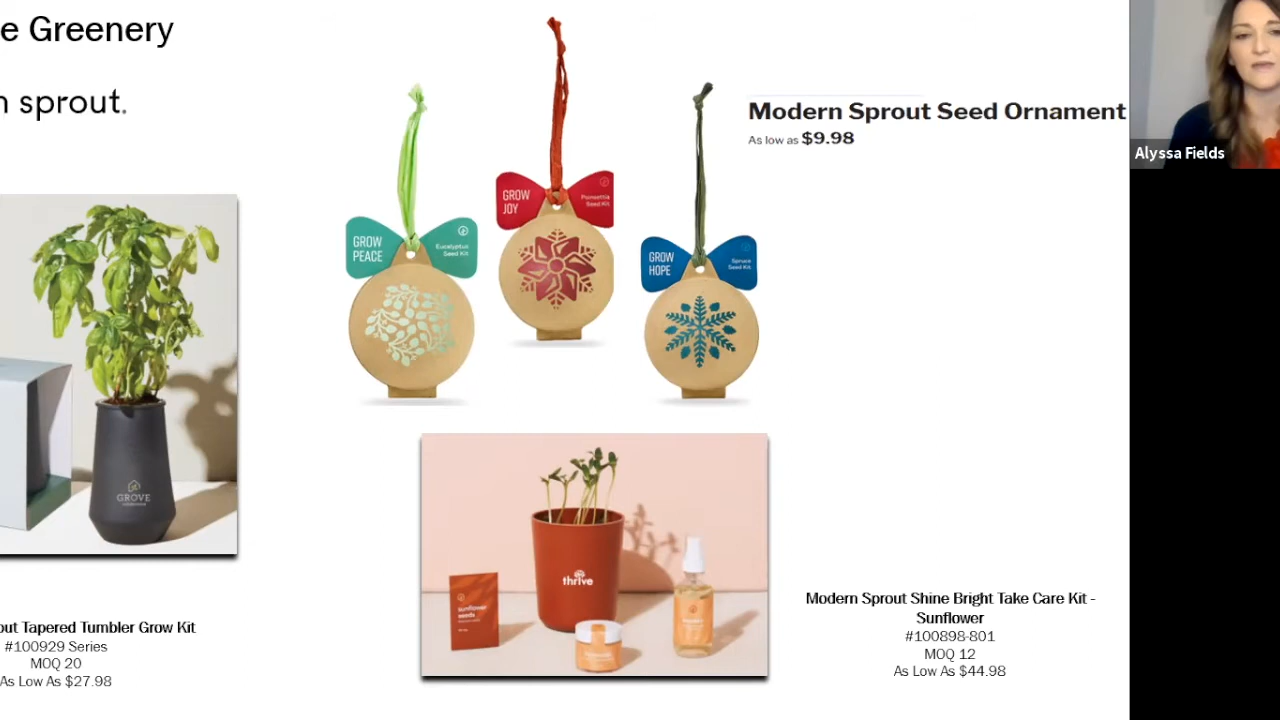 e Greenery
n sprout.
Modern Sprout Seed Ornament
As low as $9.98
Alyssa Fields
GROW
JOY
Poinsettia
Seed Kit
GROW
PEACE
Eucalyptus
Seed Kit
GROW
HOPE
Spruce
Seed Kit
GROVE
thrive
sunflower
seeds
Modern Sprout Shine Bright Take Care Kit -
Sunflower
#100898-801
MOQ 12
As Low As $44.98
out Tapered Tumbler Grow Kit
#100929 Series
MOQ 20
As Low As $27.98